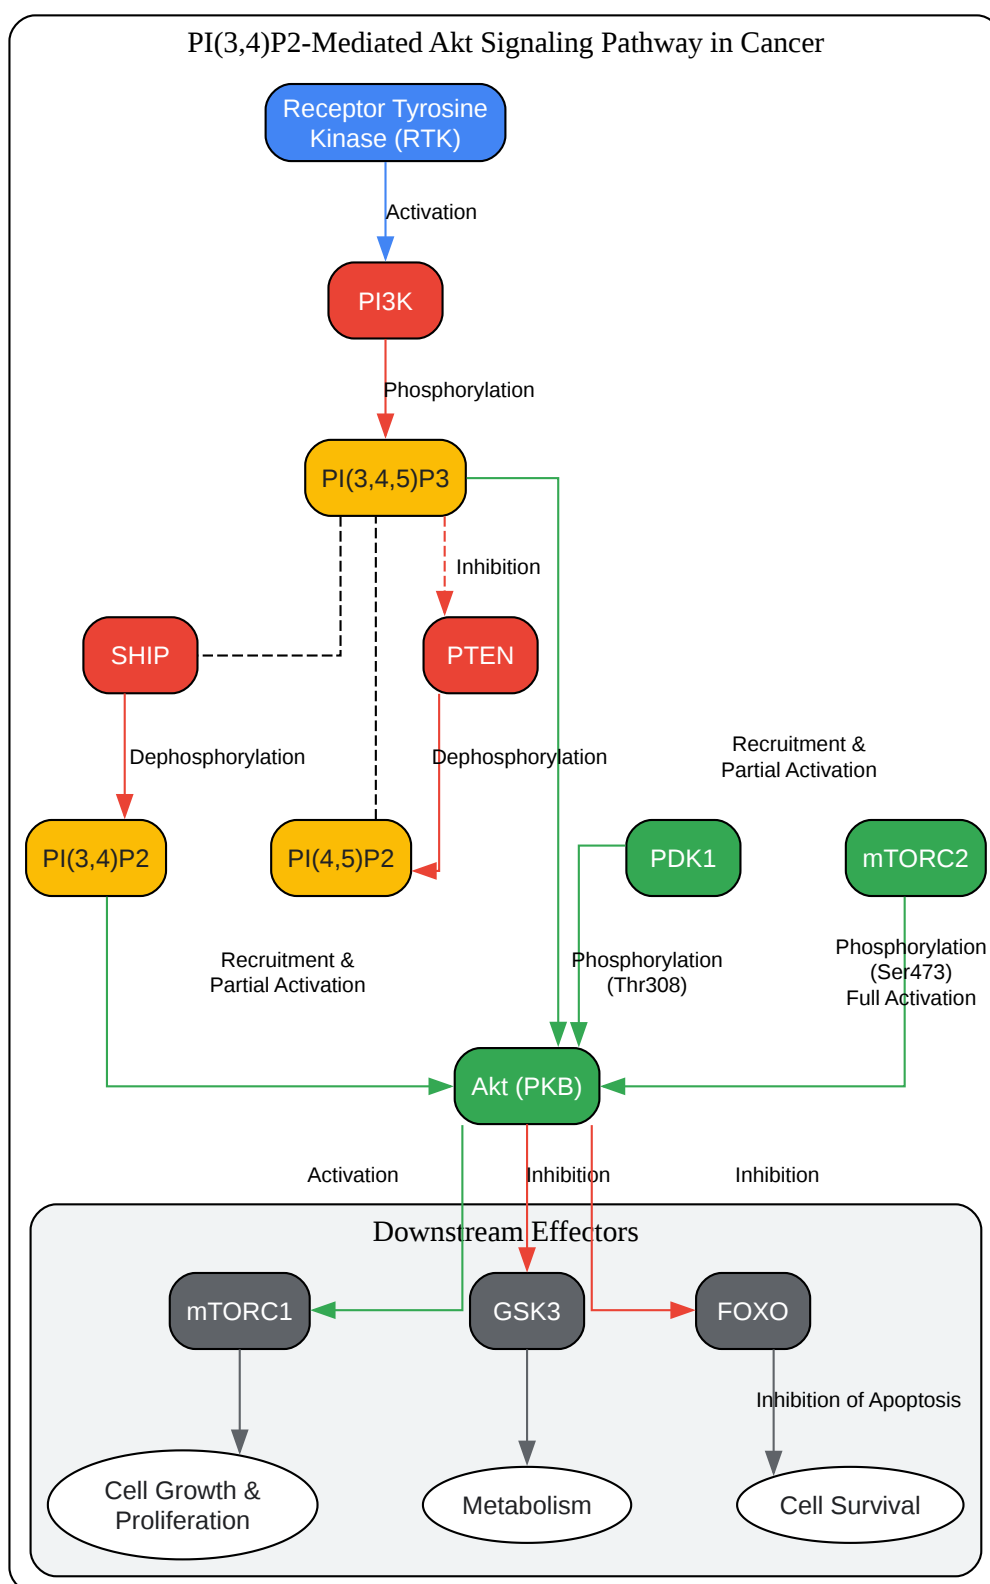 PI(3,4)P2-Mediated Akt Signaling Pathway in Cancer
Receptor Tyrosine
Kinase (RTK)
Activation
PI3K
Phosphorylation
PI(3,4,5)P3
Inhibition
SHIP
PTEN
Dephosphorylation
Dephosphorylation
Recruitment &
Partial Activation
PI(3,4)P2
PI(4,5)P2
PDK1
mTORC2
Recruitment &
Partial Activation
Phosphorylation
(Thr308)
Phosphorylation
(Ser473)
Full Activation
Akt (PKB)
Activation
Inhibition
Inhibition
Downstream Effectors
mTORC1
GSK3
FOXO
Inhibition of Apoptosis
Cell Growth &
Proliferation
Metabolism
Cell Survival